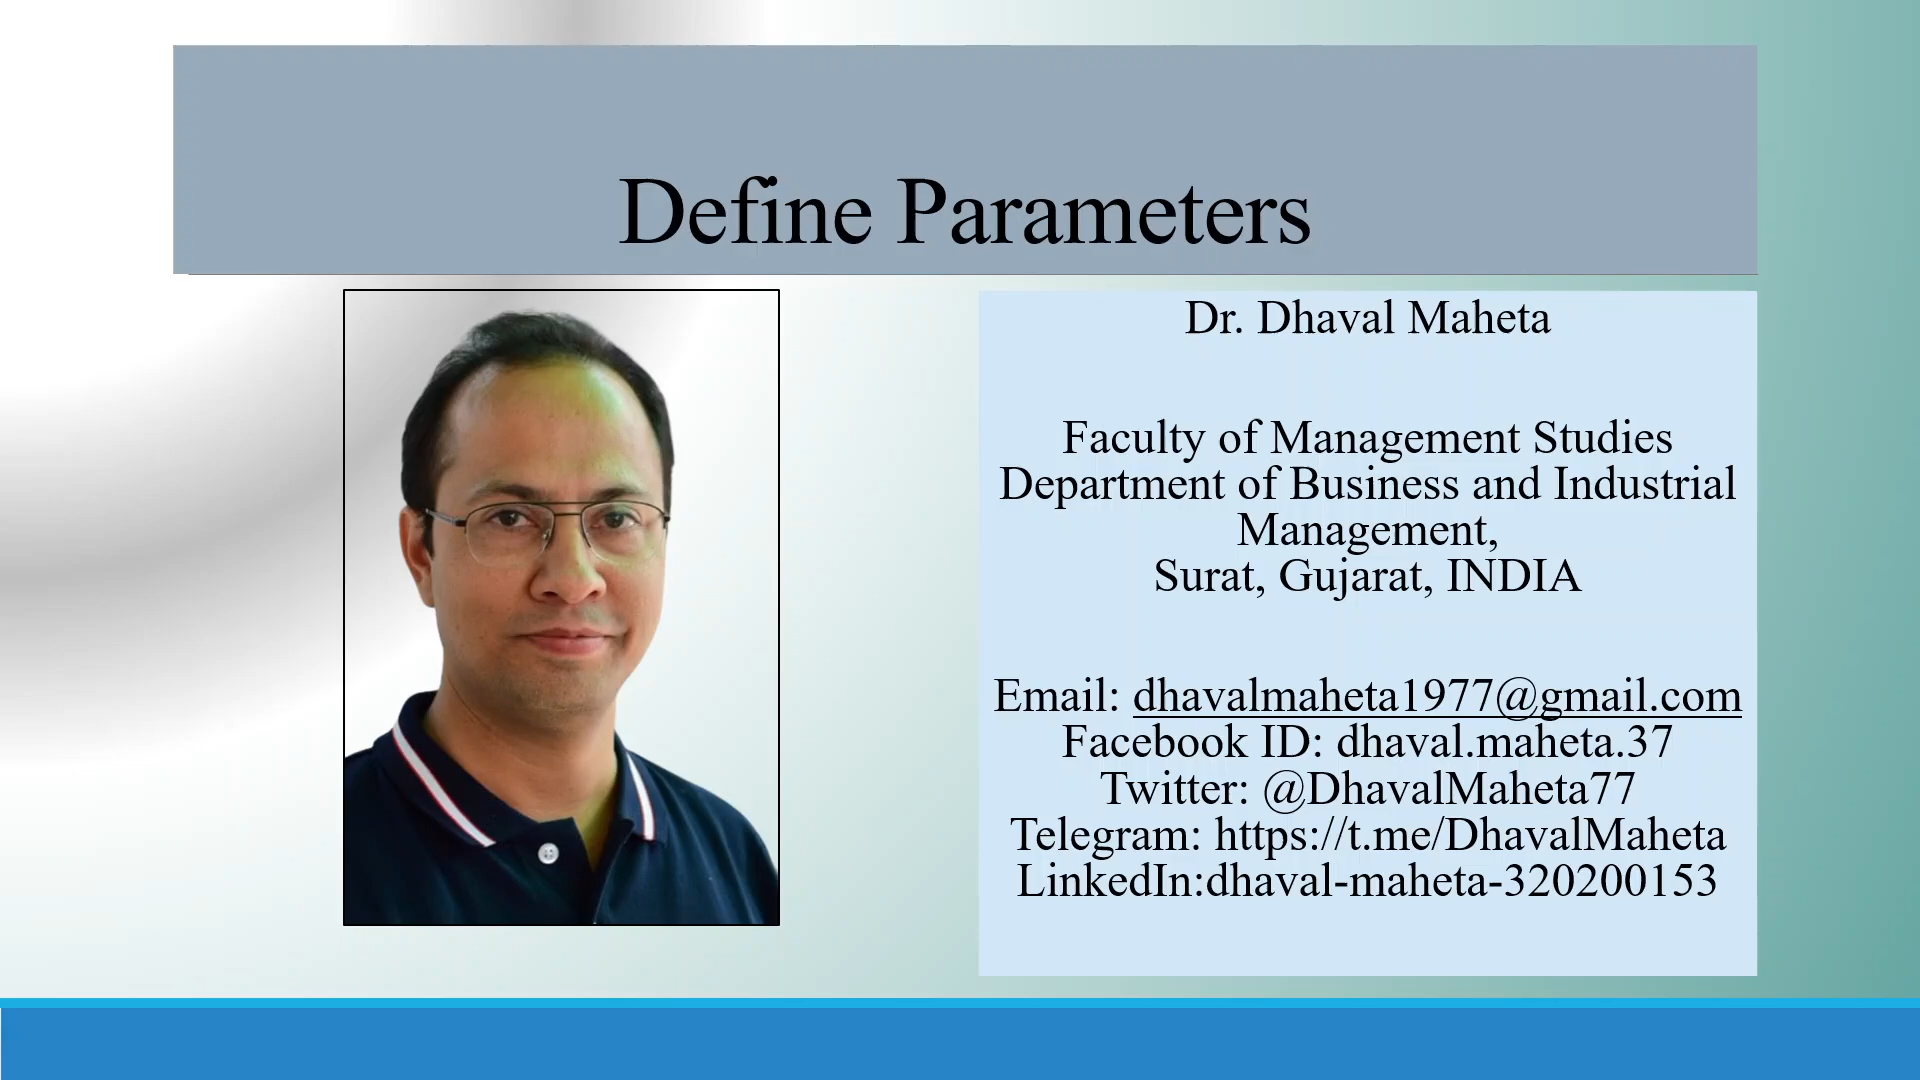 Define Parameters
Dr. Dhaval Maheta
Faculty of Management Studies
Department of Business and Industrial
Management,
Surat, Gujarat, INDIA
Email: dhavalmaheta1977@gmail.com
Facebook ID: dhaval.maheta.37
Twitter: @DhavalMaheta77
Telegram: https://t.me/DhavalMaheta
LinkedIn:dhaval-maheta-320200153